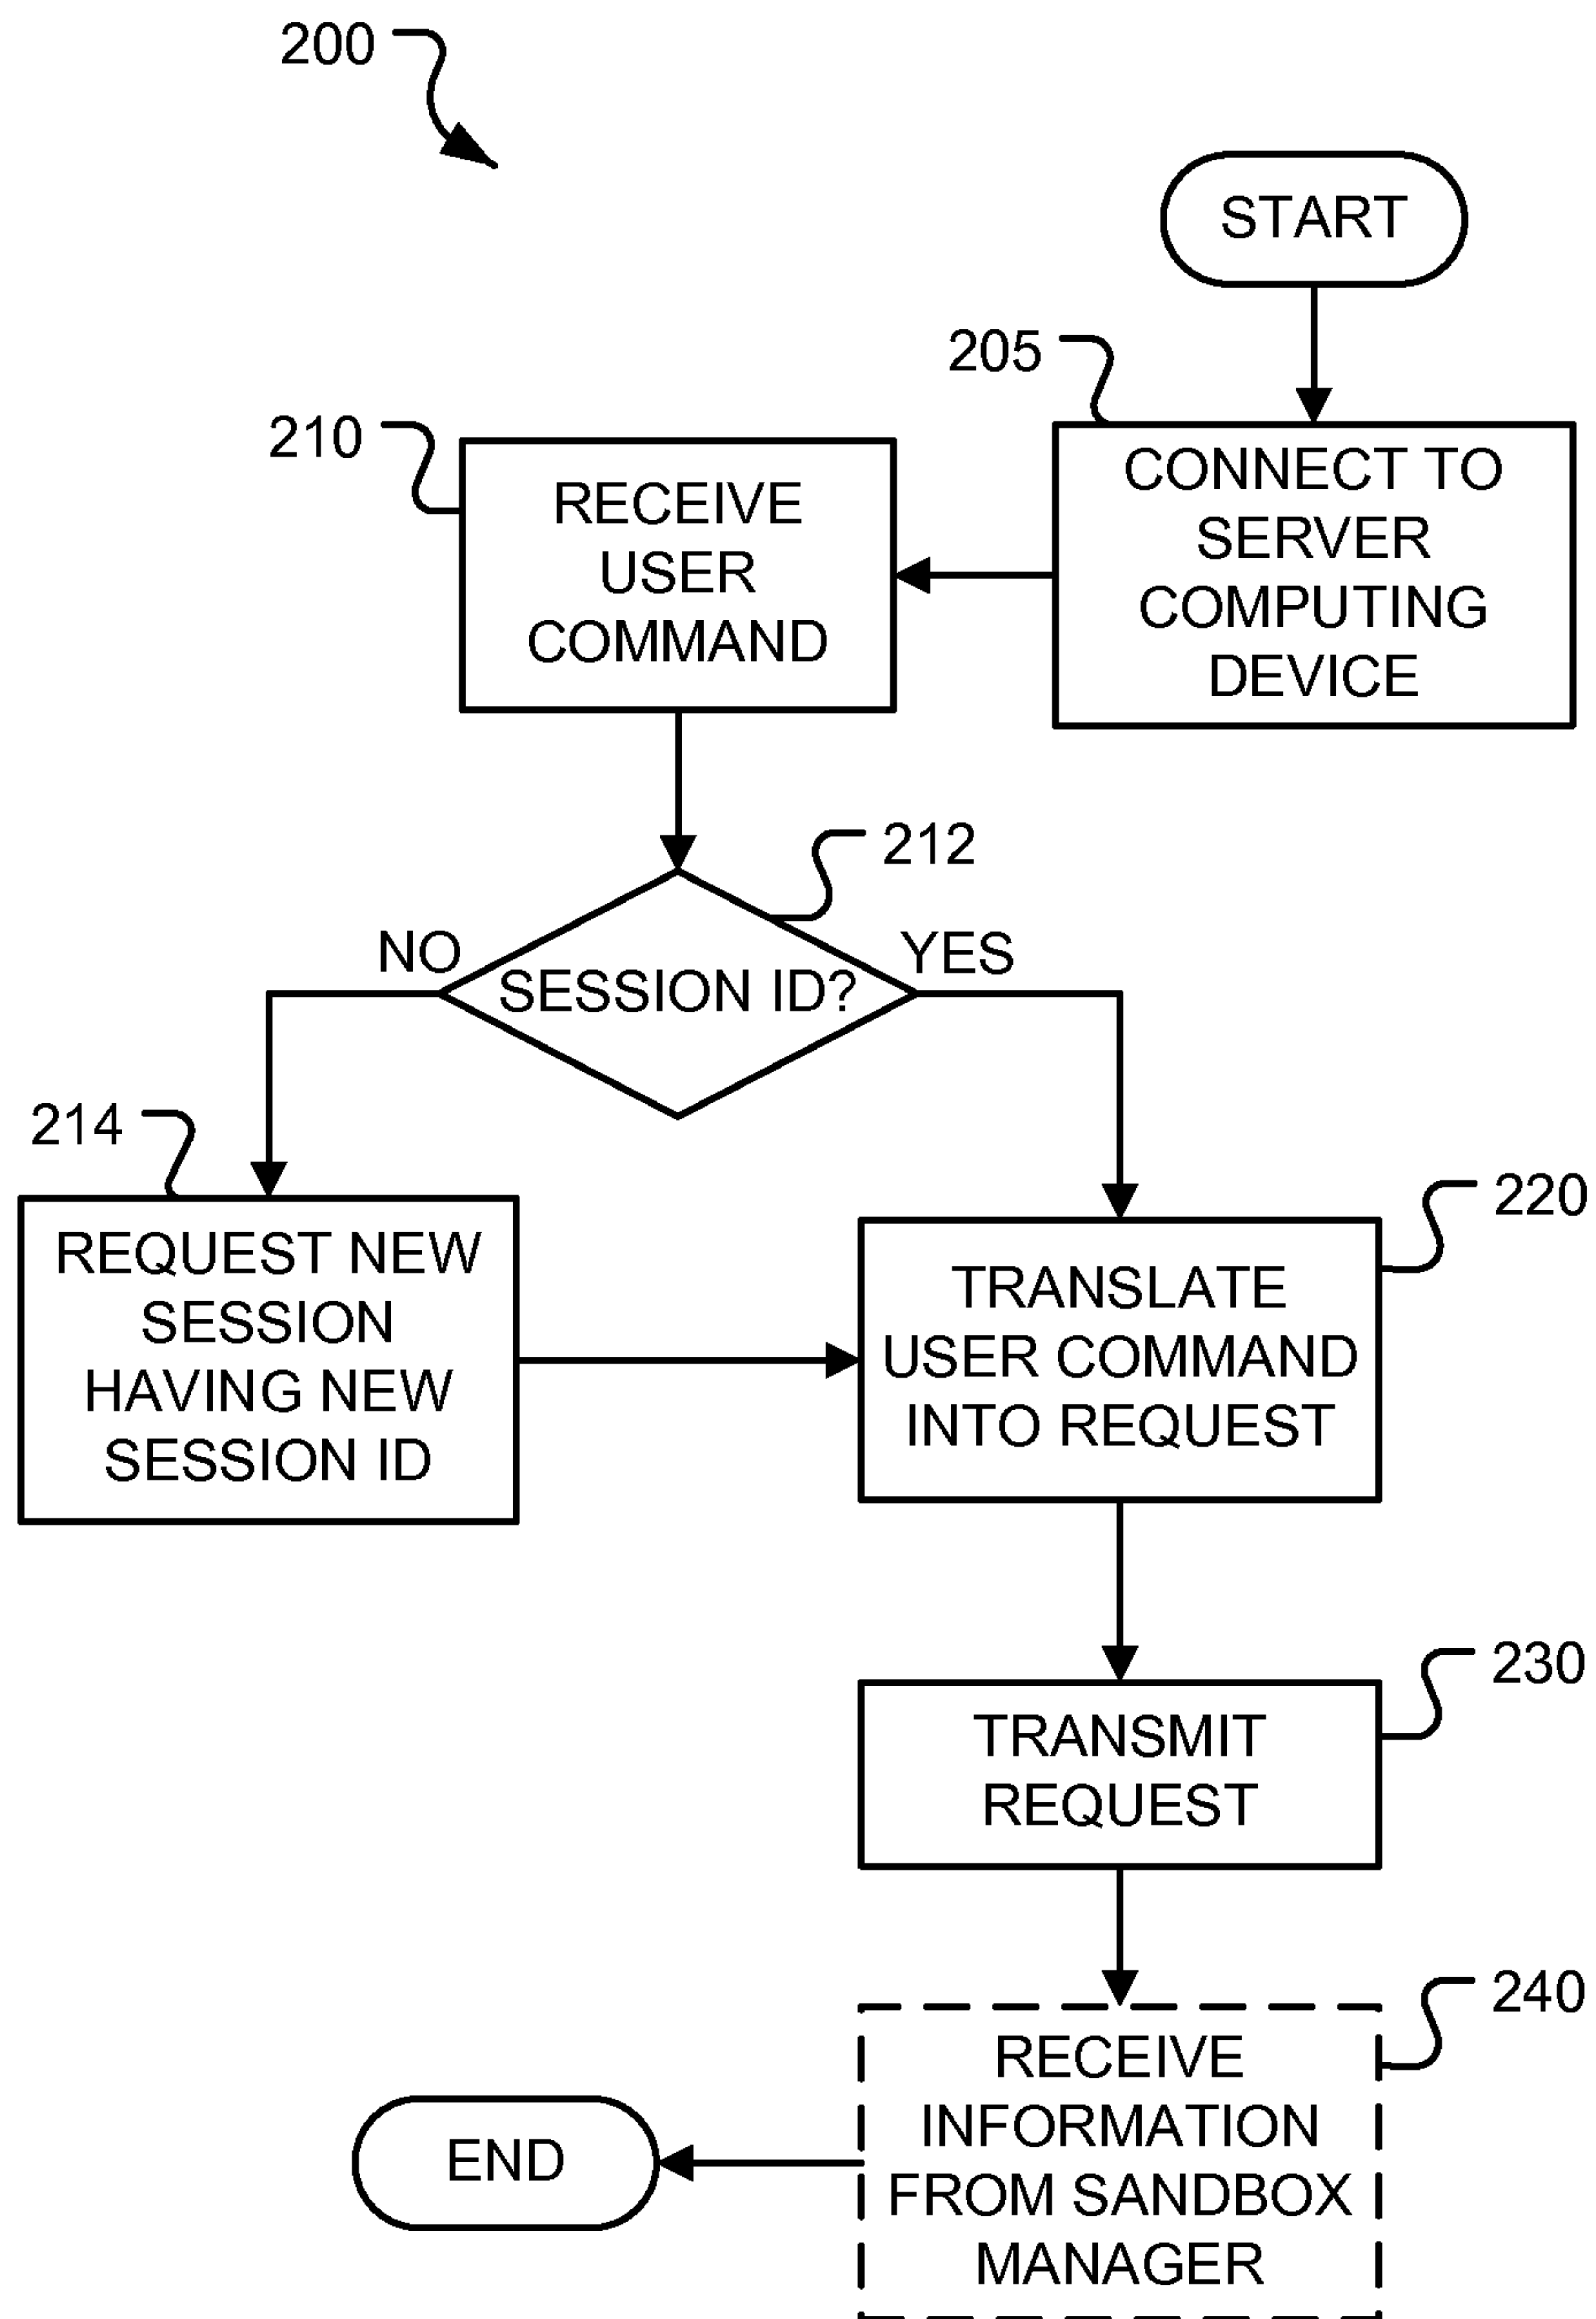 200
START
205
CONNECT TO
SERVER
COMPUTING
DEVICE
210
RECEIVE
USER
COMMAND
212
NO
SESSION ID?
YES
214
REQUEST NEW
SESSION
HAVING NEW
SESSION ID
220
TRANSLATE
USER COMMAND
INTO REQUEST
230
TRANSMIT
REQUEST
240
RECEIVE
INFORMATION
FROM SANDBOX
MANAGER
END